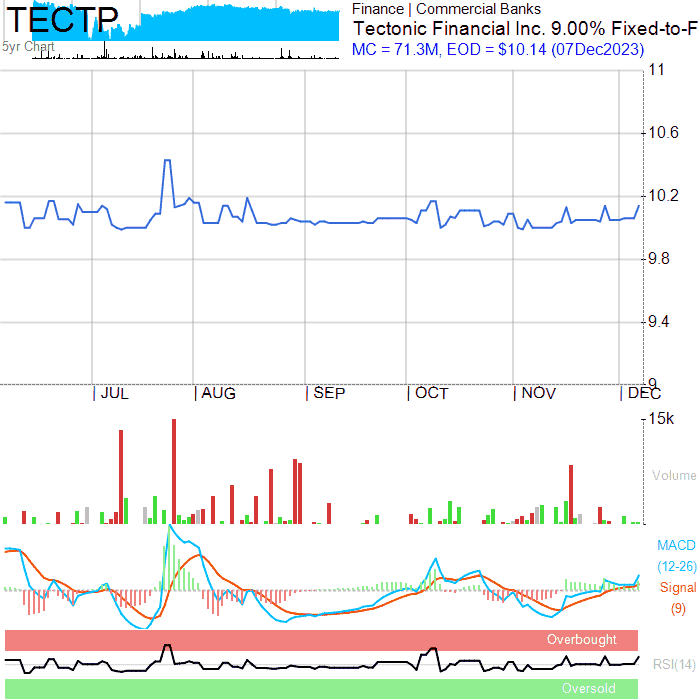 TECTP
5yr Chart
Finance | Commercial Banks
Tectonic Financial Inc. 9.00% Fixed-to-F
MC = 71.3M, EOD = $10.14 (07Dec2023)
11
10.6
10.2
9.8
9.4
9
JUL AUG SEP OCT NOV DEC
15k
Volume
MACD
(12-26)
Signal
(9)
Overbought
RSI(14)
Oversold